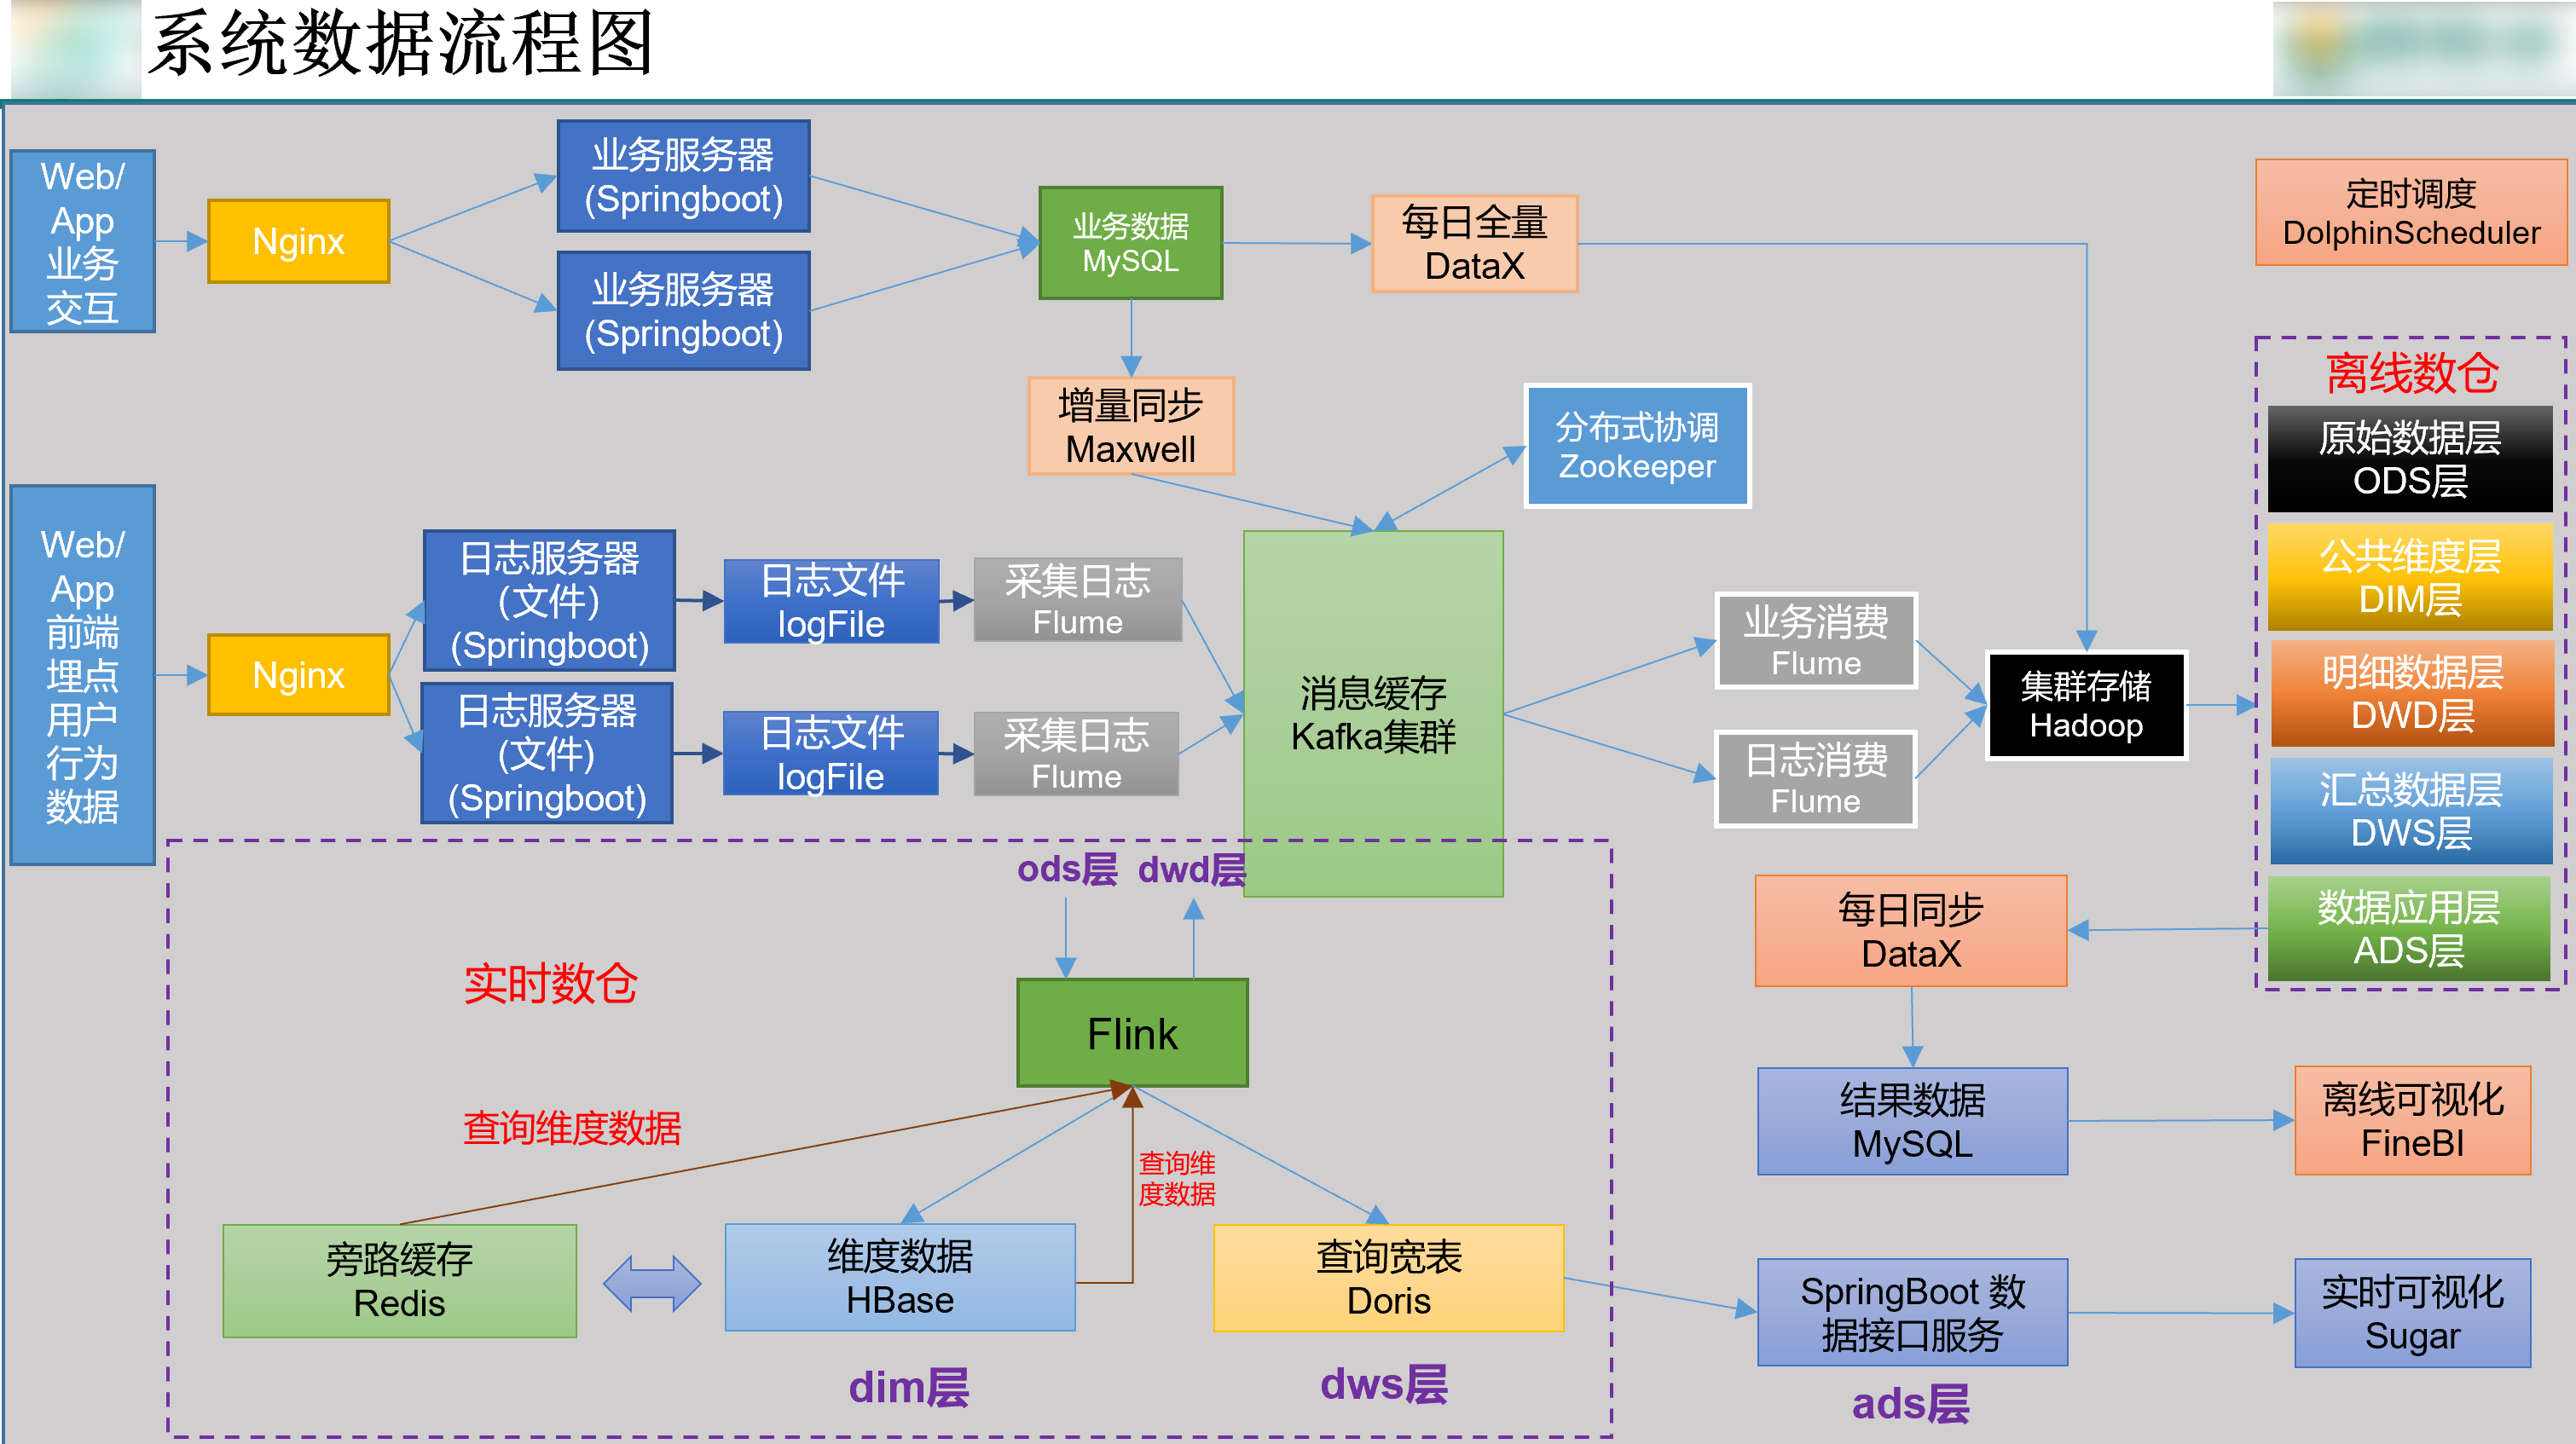 系统数据流程图
Web/
App
业务
交互
Nginx
业务服务器
(Springboot)
业务服务器
(Springboot)
业务数据
MySQL
每日全量
DataX
定时调度
DolphinScheduler
增量同步
Maxwell
分布式协调
Zookeeper
Web/
App
前端
埋点
用户
行为
数据
Nginx
日志服务器
（文件）
(Springboot)
日志文件
logFile
采集日志
Flume
日志服务器
(文件)
(Springboot)
日志文件
logFile
采集日志
Flume
消息缓存
Kafka集群
业务消费
Flume
日志消费
Flume
集群存储
Hadoop
离线数仓
原始数据层
ODS层
公共维度层
DIM层
明细数据层
DWD层
汇总数据层
DWS层
数据应用层
ADS层
ods层
dwd层
实时数仓
Flink
查询维度数据
查询维
度数据
旁路缓存
Redis
维度数据
HBase
查询宽表
Doris
dim层
dws层
每日同步
DataX
结果数据
MySQL
离线可视化
FineBI
SpringBoot 数
据接口服务
实时可视化
Sugar
ads层